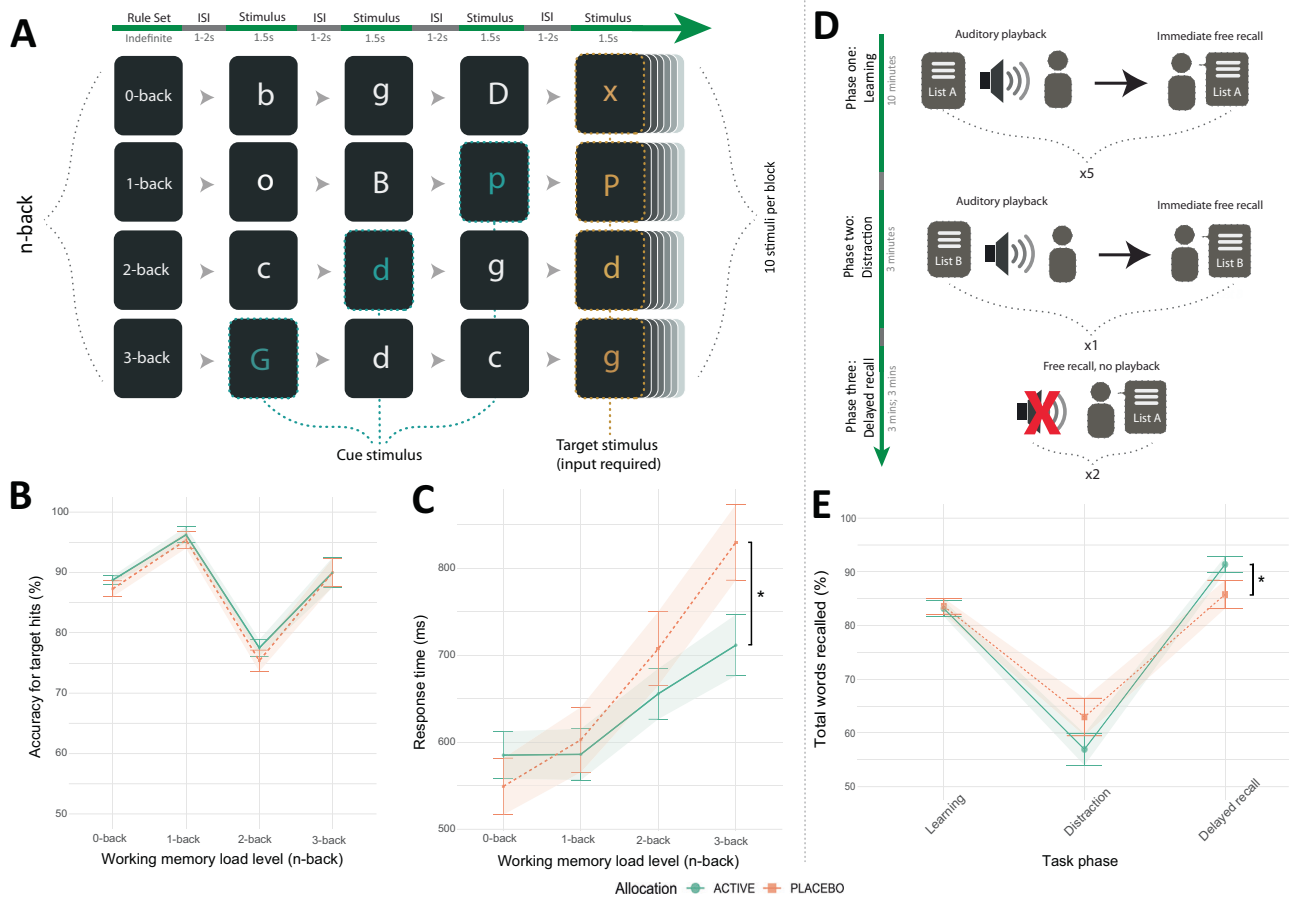 A
Rule Set ISI Stimulus ISI Stimulus ISI Stimulus ISI Stimulus
Indefinite 1-2s 1.5s 1-2s 1.5s 1-2s 1.5s 1-2s 1.5s
n-back
0-back b g D x
1-back o B p P
2-back c d g d
3-back G d c g
10 stimuli per block
Cue stimulus
Target stimulus
(input required)
B
Accuracy for target hits (%)
100
90
80
70
60
50
0-back 1-back 2-back 3-back
Working memory load level (n-back)
C
Response time (ms)
800
700
600
500
*
0-back 1-back 2-back 3-back
Working memory load level (n-back)
D
Phase one:
Learning
10 minutes
Auditory playback Immediate free recall
List A List A
x5
Phase two:
Distraction
3 minutes
Auditory playback Immediate free recall
List B List B
x1
Phase three:
Delayed recall
3 mins; 3 mins
Free recall, no playback
X
List A
x2
E
Total words recalled (%)
100
90
80
70
60
50
*
Learning Distraction Delayed recall
Task phase
Allocation ACTIVE PLACEBO